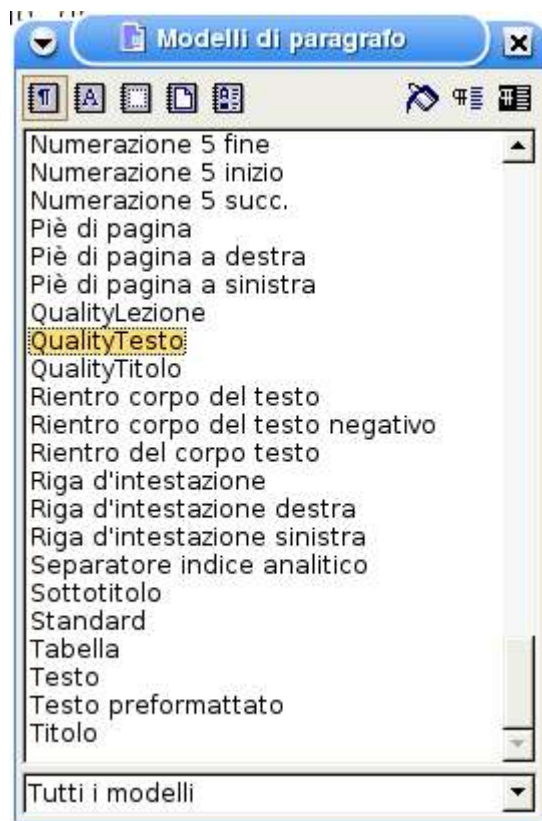 Modelli di paragrafo
Numerazione 5 fine
Numerazione 5 inizio
Numerazione 5 succ.
Piè di pagina
Piè di pagina a destra
Piè di pagina a sinistra
QualityLezione
QualityTesto
QualityTitolo
Rientro corpo del testo
Rientro corpo del testo negativo
Rientro del corpo testo
Riga d'intestazione
Riga d'intestazione destra
Riga d'intestazione sinistra
Separatore indice analitico
Sottotitolo
Standard
Tabella
Testo
Testo preformattato
Titolo
Tutti i modelli